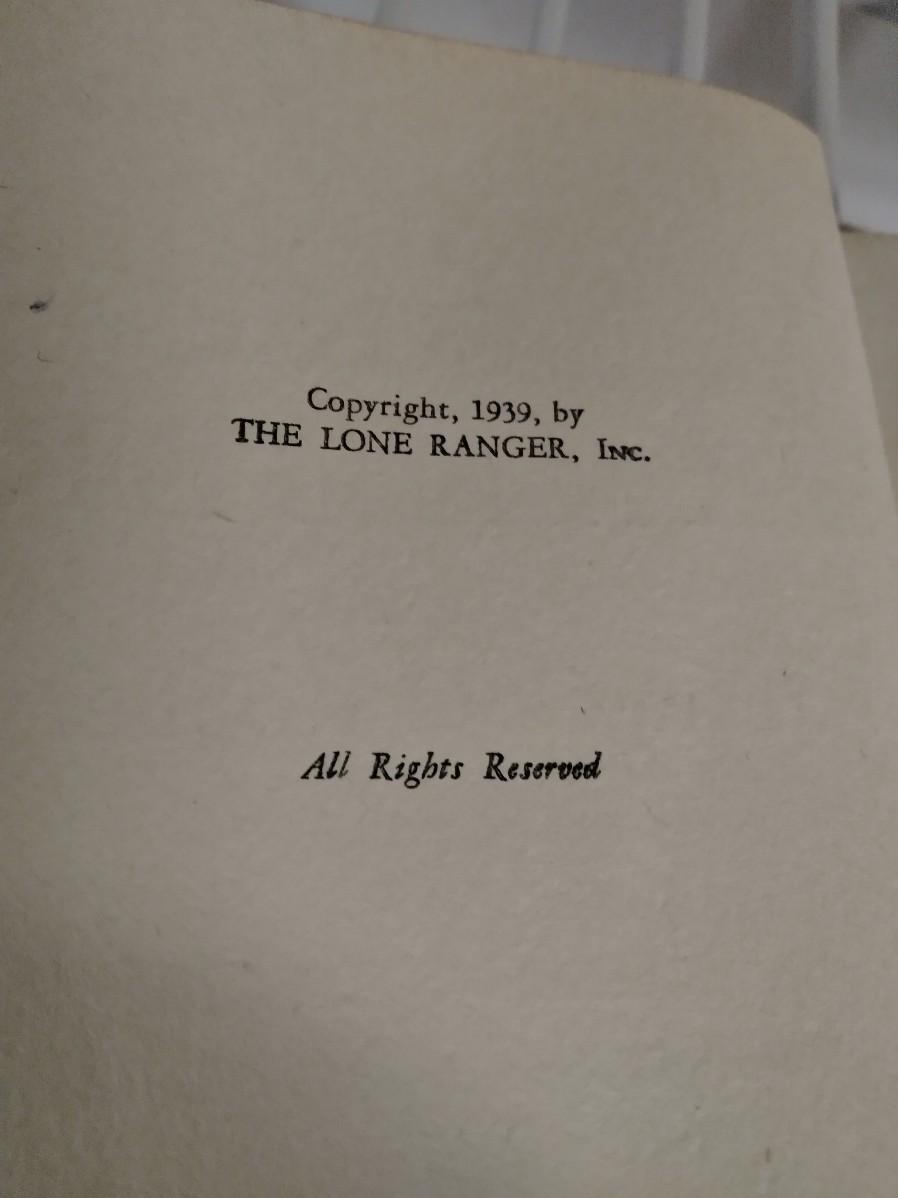 Copyright, 1939, by
THE LONE RANGER, INC.
All Rights Reserved